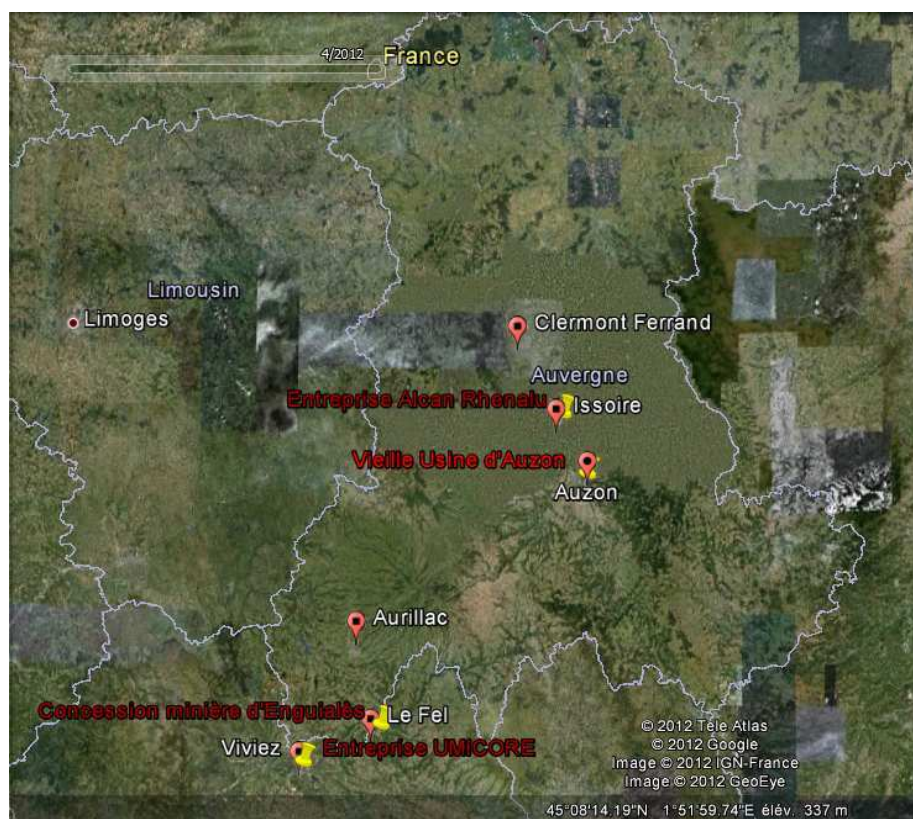 4/2012
France
Limousin
Limoges
Clermont Ferrand
Auvergne
Entreprise Alcan Rhenalu
Issoire
Vieille Usine d'Auzon
Auzon
Aurillac
Concession minière d'Enguialès
Le Fel
Viviez
Entreprise UMICORE
© 2012 Tele Atlas
© 2012 Google
Image © 2012 IGN-France
Image © 2012 GeoEye
45°08'14.19"N 1°51'59.74"E élév. 337 m